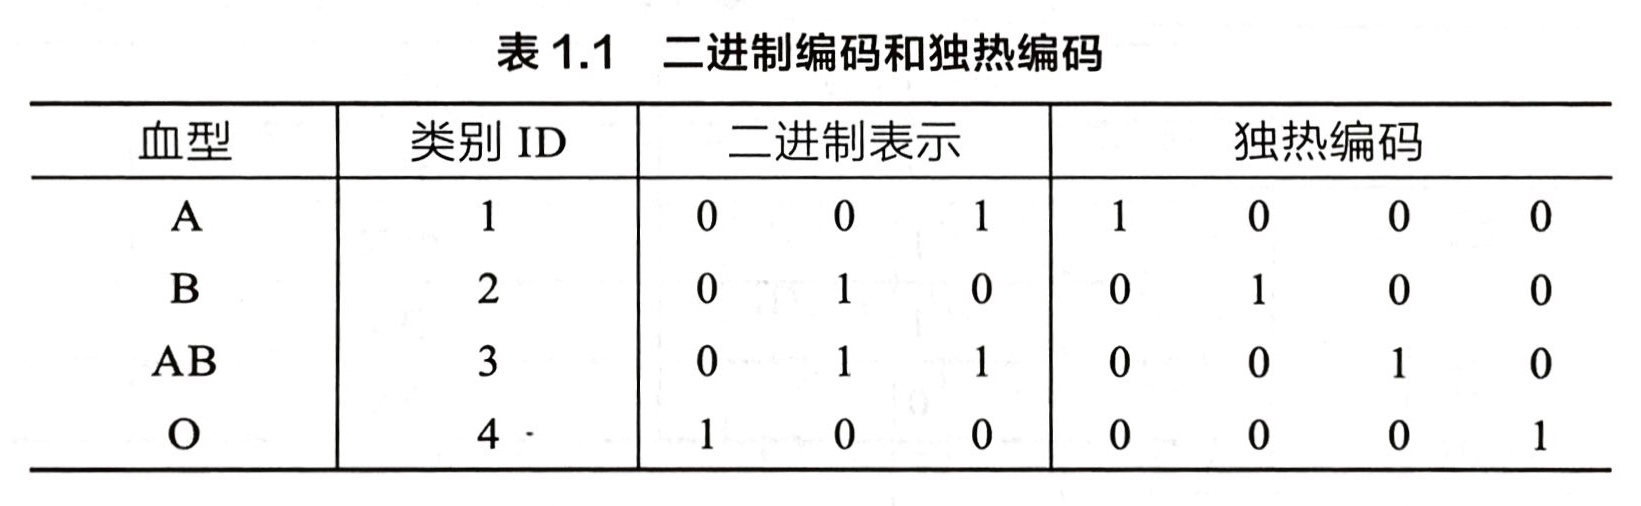 表 1.1 二进制编码和独热编码
血型 类别 ID 二进制表示 独热编码
A 1 0 0 1 1 0 0 0
B 2 0 1 0 0 1 0 0
AB 3 0 1 1 0 0 1 0
O 4 1 0 0 0 0 0 1